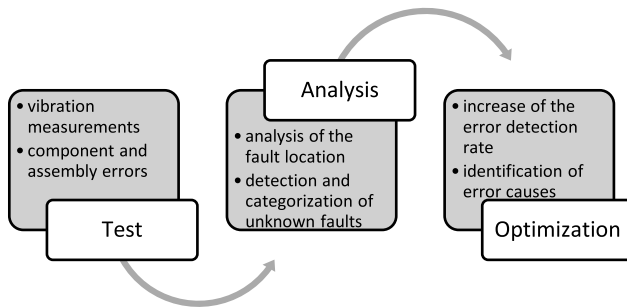 • vibration
measurements
• component and
assembly errors
Test
Analysis
• analysis of the
fault location
• detection and
categorization of
unknown faults
• increase of the
error detection
rate
• identification of
error causes
Optimization